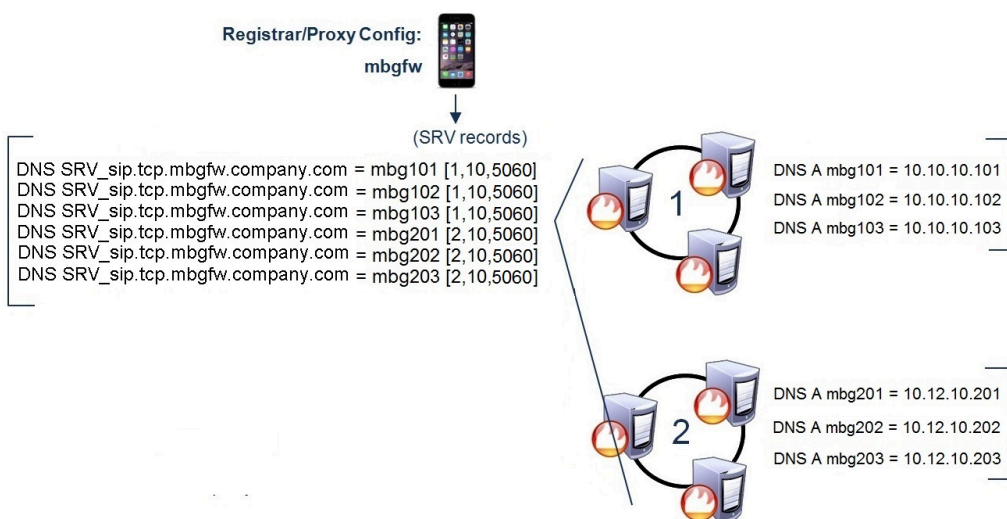 Registrar/Proxy Config:
mbgfw
(SRV records)
DNS SRV_sip.tcp.mbgfw.company.com = mbg101 [1,10,5060]
DNS SRV_sip.tcp.mbgfw.company.com = mbg102 [1,10,5060]
DNS SRV_sip.tcp.mbgfw.company.com = mbg103 [1,10,5060]
DNS SRV_sip.tcp.mbgfw.company.com = mbg201 [2,10,5060]
DNS SRV_sip.tcp.mbgfw.company.com = mbg202 [2,10,5060]
DNS SRV_sip.tcp.mbgfw.company.com = mbg203 [2,10,5060]
1
DNS A mbg101 = 10.10.10.101
DNS A mbg102 = 10.10.10.102
DNS A mbg103 = 10.10.10.103
2
DNS A mbg201 = 10.12.10.201
DNS A mbg202 = 10.12.10.202
DNS A mbg203 = 10.12.10.203